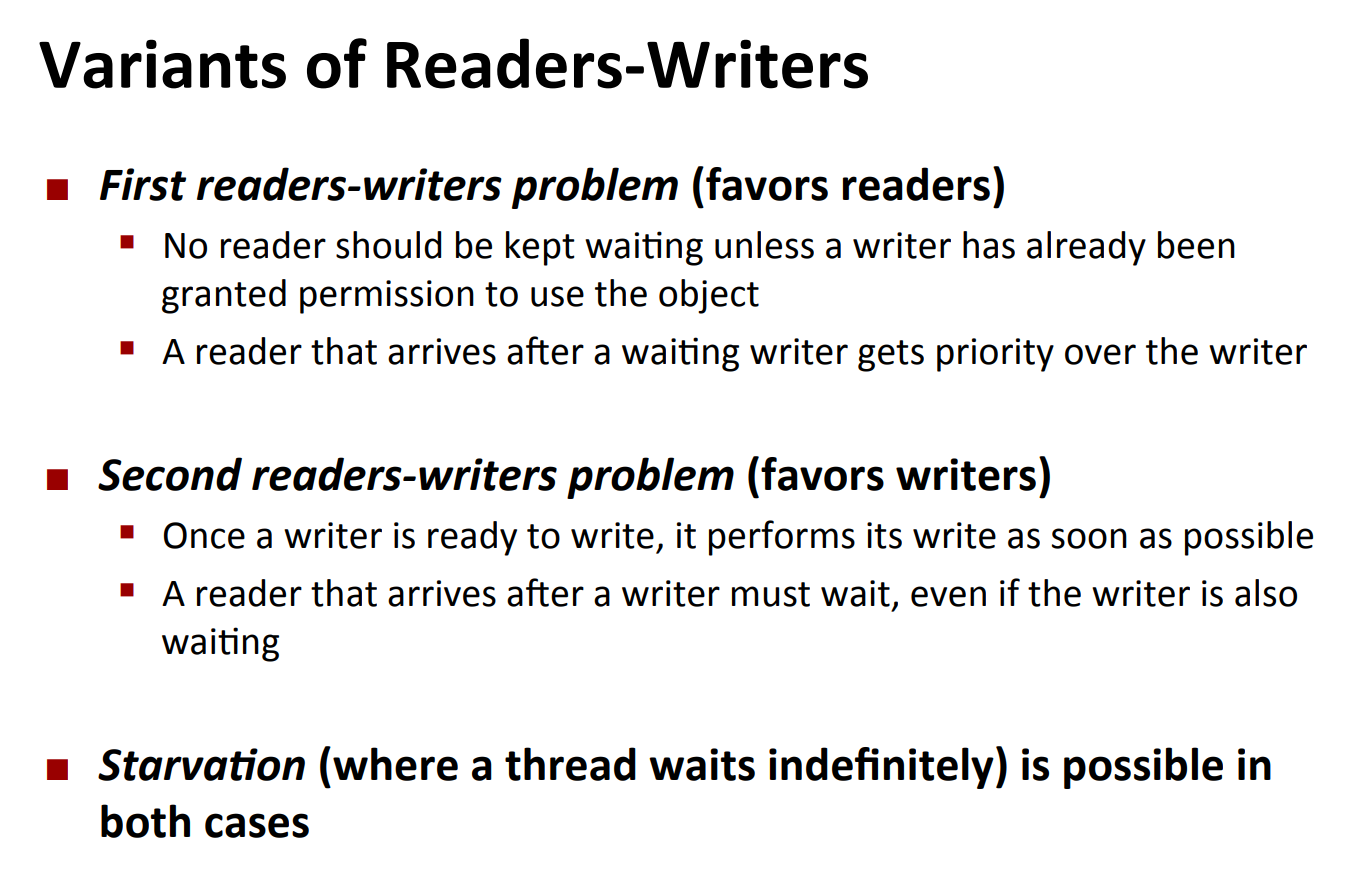 Variants of Readers-Writers
■ First readers-writers problem (favors readers)
▪ No reader should be kept waiting unless a writer has already been
granted permission to use the object
▪ A reader that arrives after a waiting writer gets priority over the writer
■ Second readers-writers problem (favors writers)
▪ Once a writer is ready to write, it performs its write as soon as possible
▪ A reader that arrives after a writer must wait, even if the writer is also
waiting
■ Starvation (where a thread waits indefinitely) is possible in
both cases